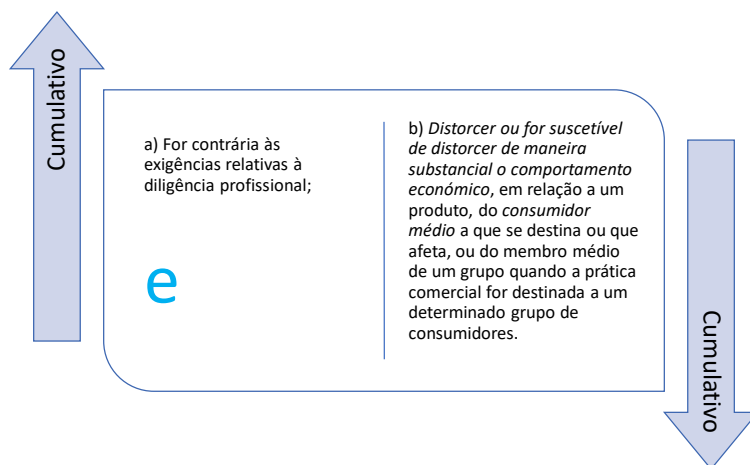 Cumulativo
a) For contrária às
exigências relativas à
diligência profissional;
e
b) Distorcer ou for suscetível
de distorcer de maneira
substancial o comportamento
económico, em relação a um
produto, do consumidor
médio a que se destina ou que
afeta, ou do membro médio
de um grupo quando a prática
comercial for destinada a um
determinado grupo de
consumidores.
Cumulativo